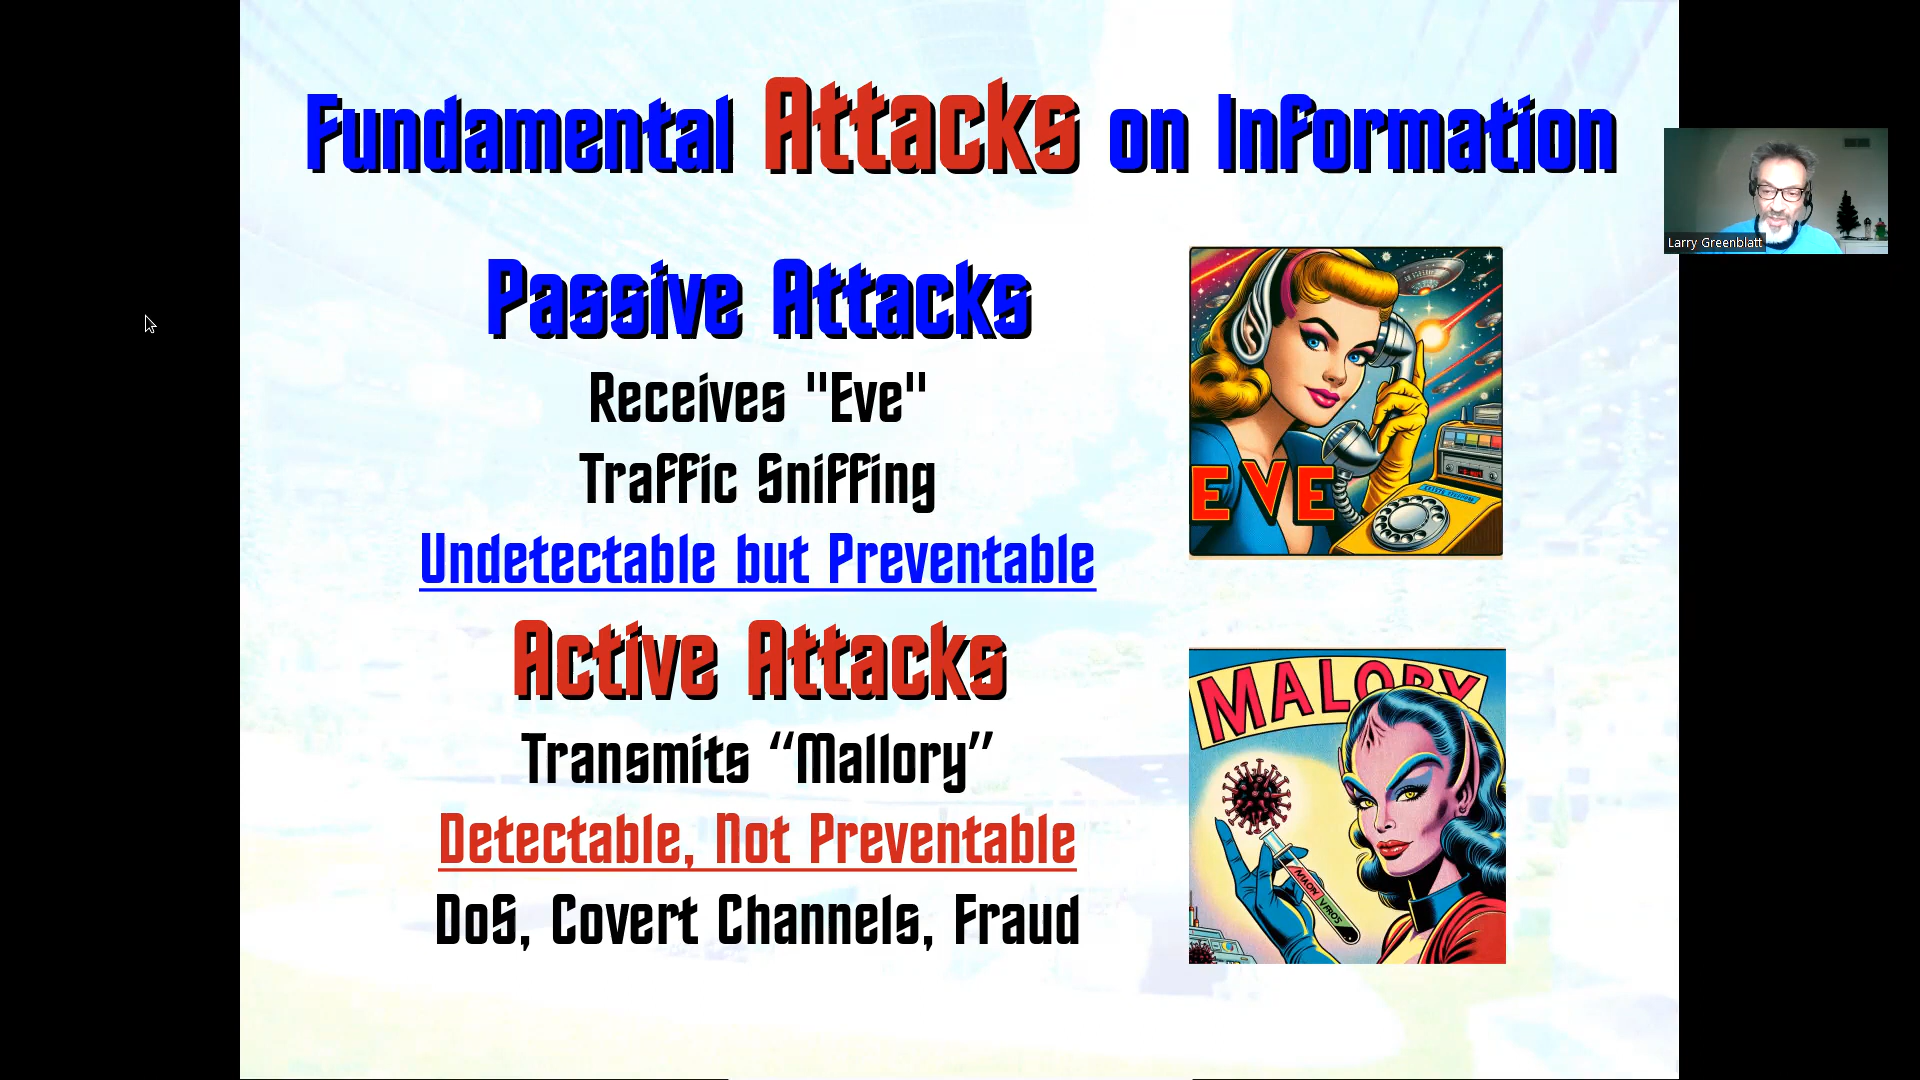 Fundamental Attacks on Information
Passive Attacks
Receives "Eve"
Traffic Sniffing
Undetectable but Preventable
Active Attacks
Transmits “Mallory”
Detectable, Not Preventable
DoS, Covert Channels, Fraud
EVE
MALORY
Larry Greenblatt